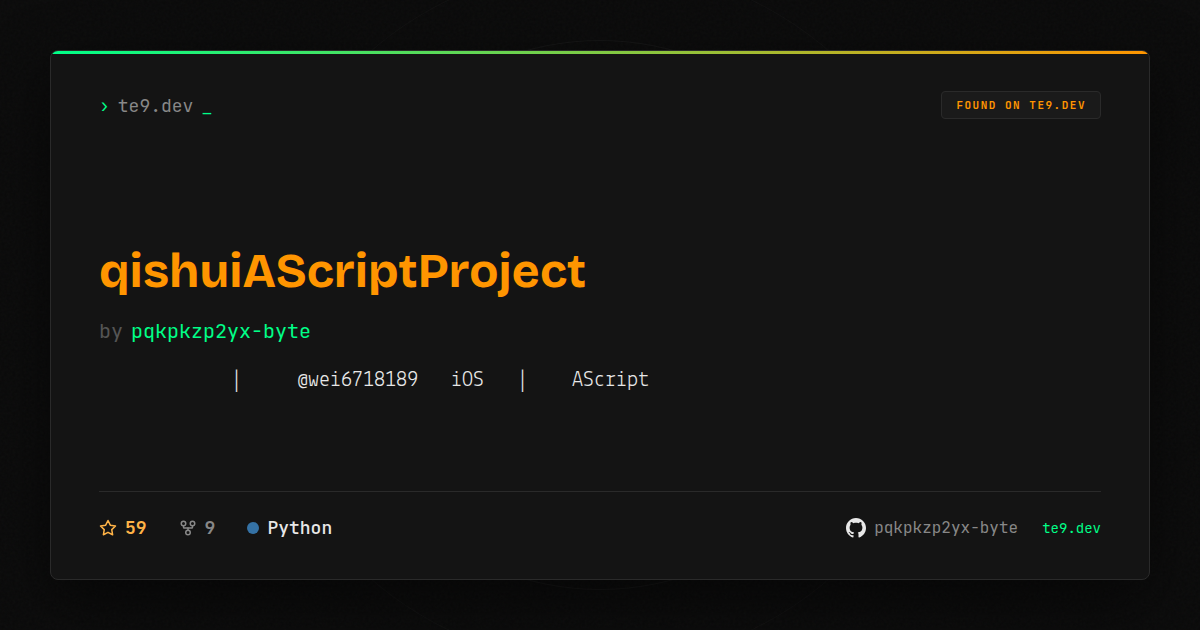 › te9.dev _
FOUND ON TE9.DEV
qishuiAScriptProject
by pqkpkzp2yx-byte
| @wei6718189 iOS | AScript
59 9 Python
pqkpkzp2yx-byte te9.dev